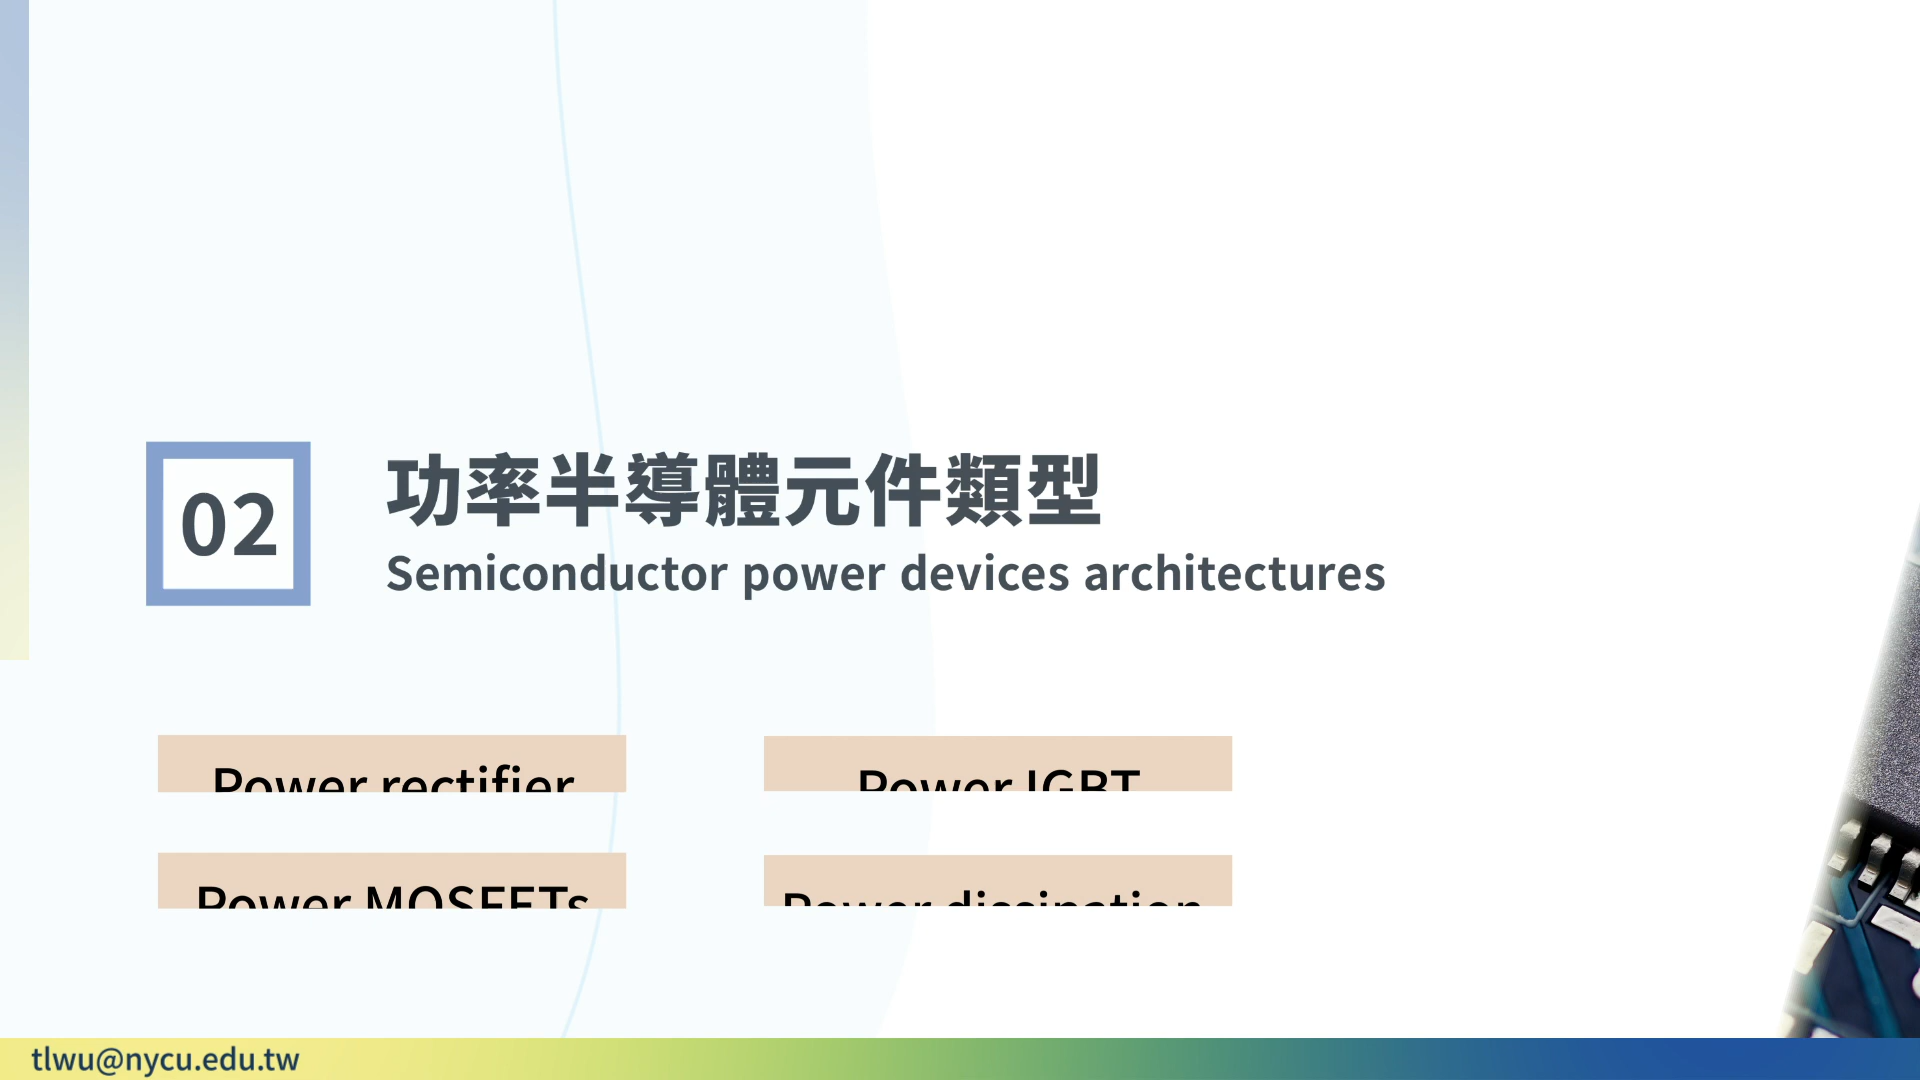 02
功率半導體元件類型
Semiconductor power devices architectures
Power rectifier
Power IGBT
Power MOSFETs
Power dissipation
tlwu@nycu.edu.tw